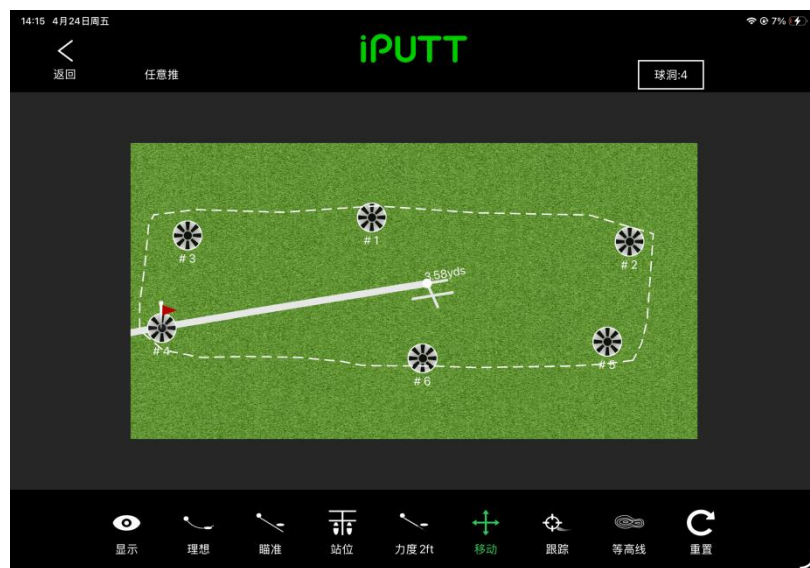 14:15 4月24日周五
7%
iPUTT
返回
任意推
球洞:4
#1
#3
#2
3.58yds
#4
#5
#6
显示
理想
瞄准
站位
力度 2ft
移动
跟踪
等高线
重置